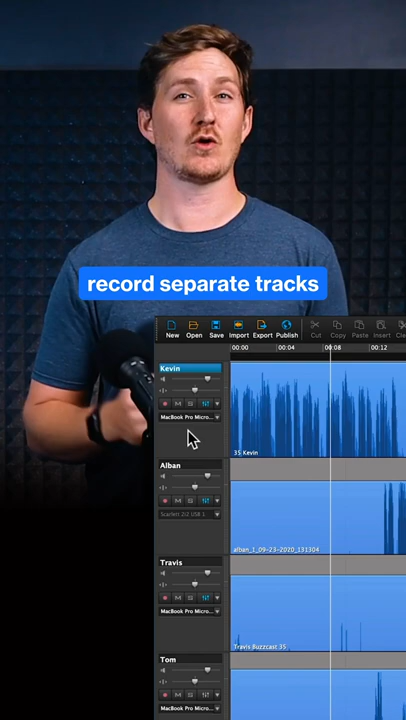 record separate tracks
New Open Save Import Export Publish Cut Copy Paste Insert
00:00 00:04 00:08 00:12
Kevin
M S
MacBook Pro Micro...
35 Kevin
Alban
M S
Scarlett 2i2 USB 1
alban_1_09-23-2020_131304
Travis
M S
MacBook Pro Micro...
Travis Buzzcast 35
Tom
M S
MacBook Pro Micro...